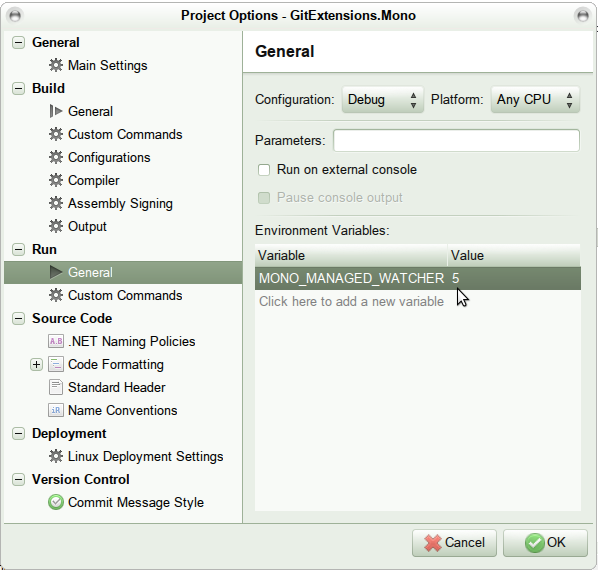 Project Options - GitExtensions.Mono
General
Main Settings
Build
General
Custom Commands
Configurations
Compiler
Assembly Signing
Output
Run
General
Custom Commands
Source Code
A.B .NET Naming Policies
Code Formatting
Standard Header
iR Name Conventions
Deployment
Linux Deployment Settings
Version Control
Commit Message Style
General
Configuration: Debug Platform: Any CPU
Parameters:
Run on external console
Pause console output
Environment Variables:
Variable Value
MONO_MANAGED_WATCHER 5
Click here to add a new variable
Cancel OK